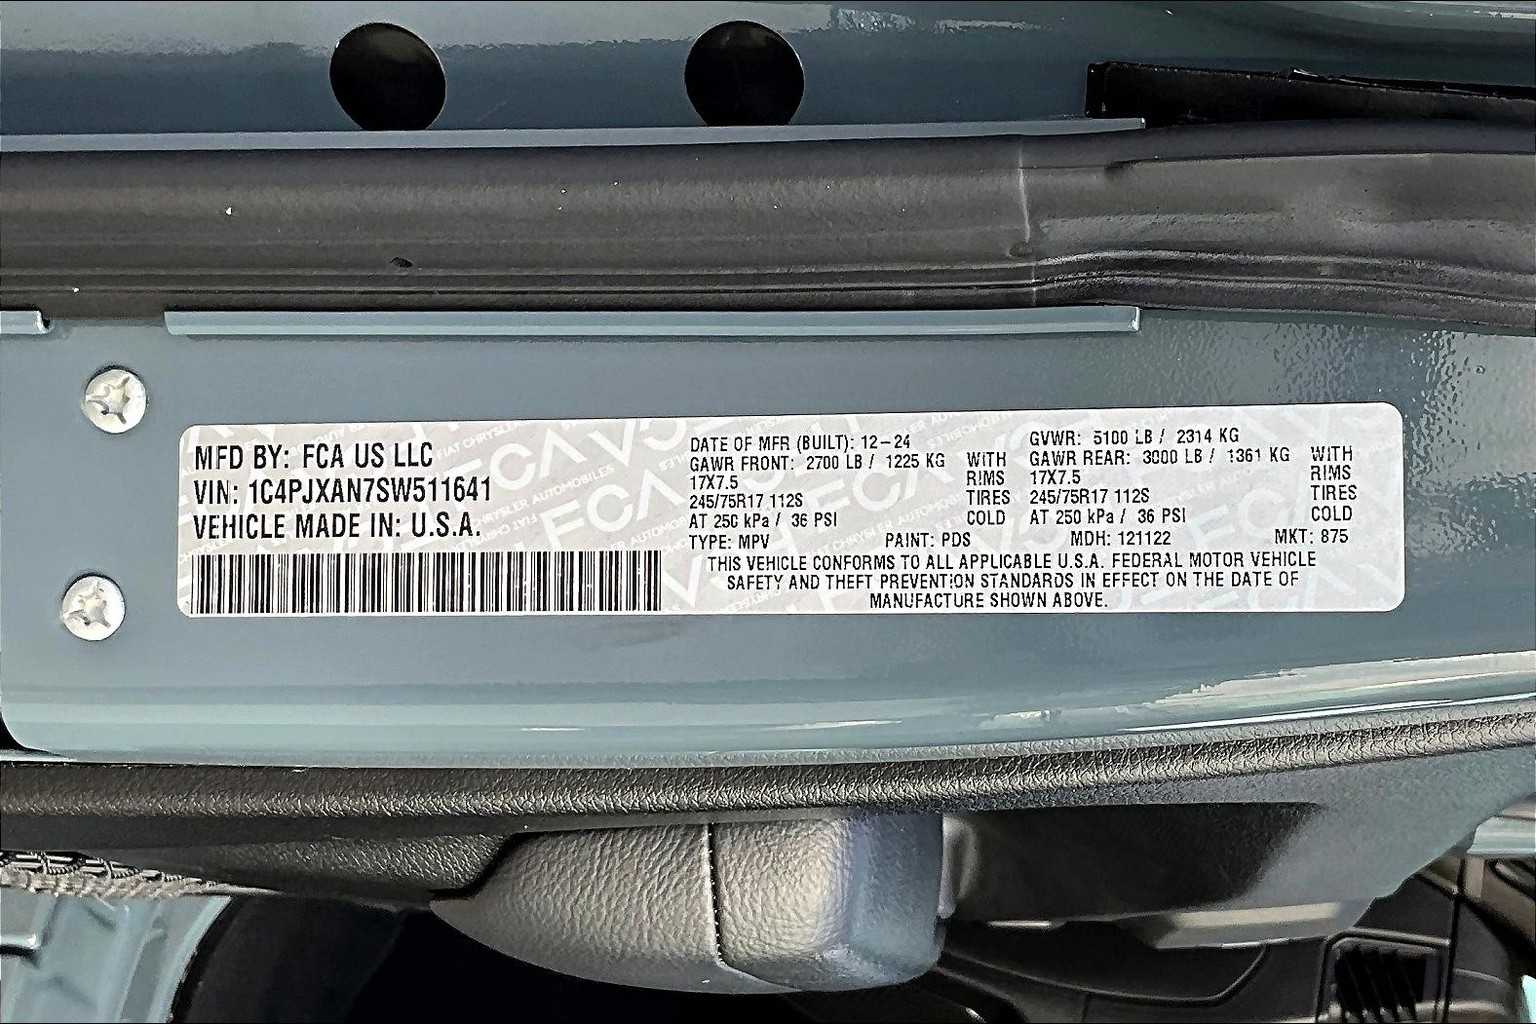 MFD BY: FCA US LLC
VIN: 1C4PJXAN7SW511641
VEHICLE MADE IN: U.S.A.
DATE OF MFR (BUILT): 12-24
GVWR: 5100 LB / 2314 KG
GAWR FRONT: 2700 LB / 1225 KG WITH
17X7.5 RIMS
245/75R17 112S TIRES
AT 250 kPa / 36 PSI COLD
GAWR REAR: 3000 LB / 1361 KG WITH
17X7.5 RIMS
245/75R17 112S TIRES
AT 250 kPa / 36 PSI COLD
TYPE: MPV PAINT: PDS MDH: 121122 MKT: 875
THIS VEHICLE CONFORMS TO ALL APPLICABLE U.S.A. FEDERAL MOTOR VEHICLE
SAFETY AND THEFT PREVENTION STANDARDS IN EFFECT ON THE DATE OF
MANUFACTURE SHOWN ABOVE.